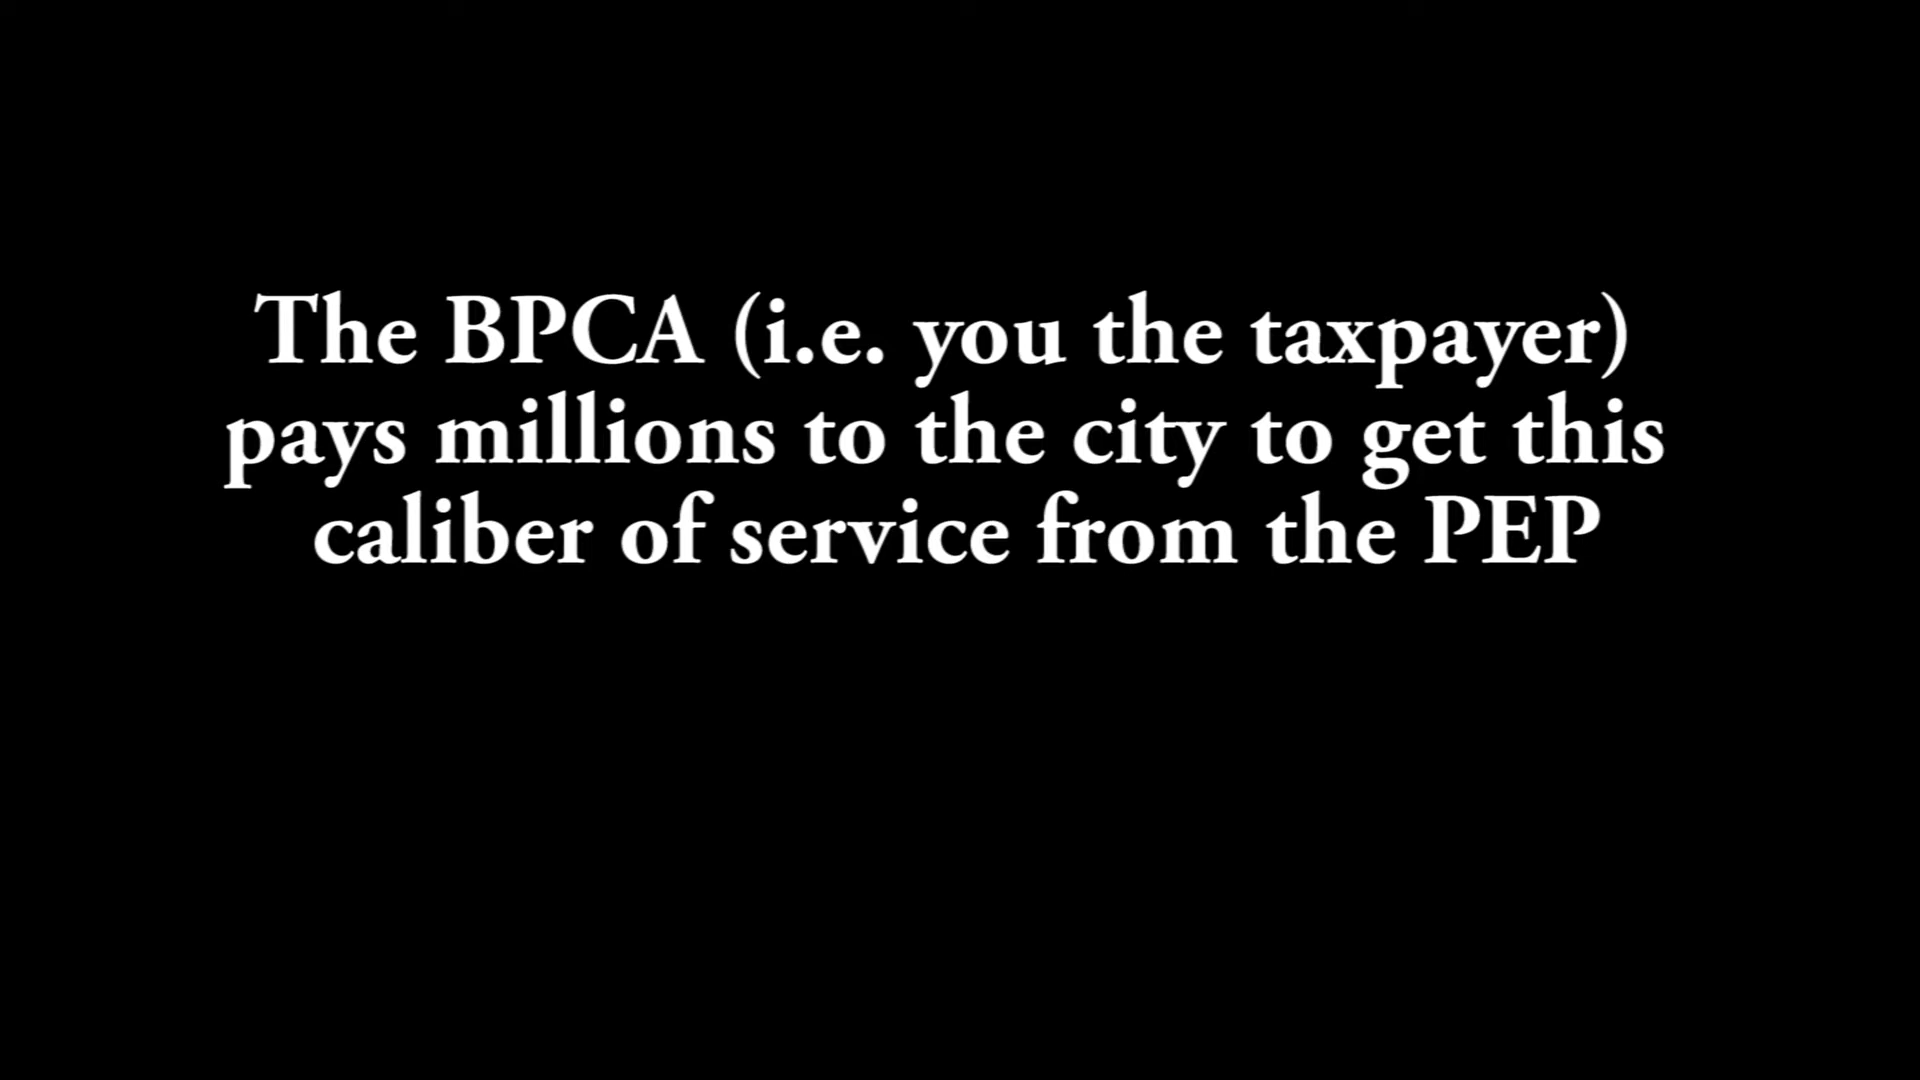 The BPCA (i.e. you the taxpayer)
pays millions to the city to get this
caliber of service from the PEP